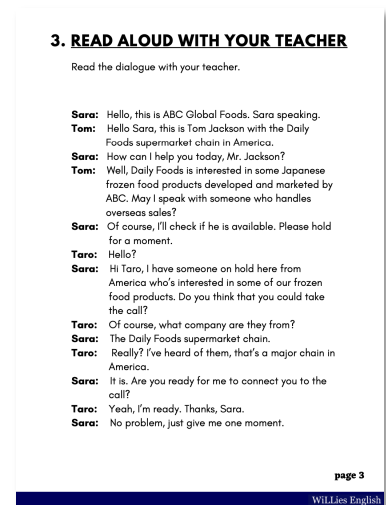 3. READ ALOUD WITH YOUR TEACHER
Read the dialogue with your teacher.
Sara: Hello, this is ABC Global Foods. Sara speaking.
Tom: Hello Sara, this is Tom Jackson with the Daily
Foods supermarket chain in America.
Sara: How can I help you today, Mr. Jackson?
Tom: Well, Daily Foods is interested in some Japanese
frozen food products developed and marketed by
ABC. May I speak with someone who handles
overseas sales?
Sara: Of course, I'll check if he is available. Please hold
for a moment.
Taro: Hello?
Sara: Hi Taro, I have someone on hold here from
America who's interested in some of our frozen
food products. Do you think that you could take
the call?
Taro: Of course, what company are they from?
Sara: The Daily Foods supermarket chain.
Taro: Really? I've heard of them, that's a major chain in
America.
Sara: It is. Are you ready for me to connect you to the
call?
Taro: Yeah, I'm ready. Thanks, Sara.
Sara: No problem, just give me one moment.
page 3
WiLLies English